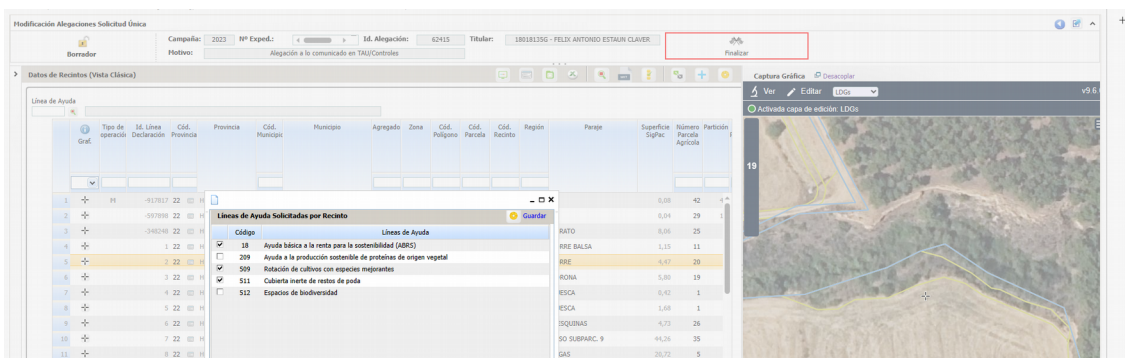 Modificación Alegaciones Solicitud Única
Borrador
Campaña: 2023 Nº Exped.: Id. Alegación: 62415 Titular: 18018135G - FELIX ANTONIO ESTAUN CLAVER
Motivo: Alegación a lo comunicado en TAU/Controles
Finalizar
Datos de Recintos (Vista Clásica)
Captura Gráfica Desacoplar
Línea de Ayuda
Ver Editar LDGs v9.6.
Activada capa de edición: LDGs
Graf. Tipo de operación Id. Línea Declaración Cód. Provincia Provincia Cód. Municipio Municipio Agregado Zona Cód. Polígono Cód. Parcela Cód. Recinto Región Paraje Superficie SigPac Número Parcela Agrícola Partición
19
1 M -917817 22 0,08 42
2 -597898 22 0,04 29
3 -348248 22 RATO 0,06 25
4 1 22 RRE BALSA 1,15 11
5 2 22 RRE 4,47 20
6 3 22 RONA 5,80 19
7 4 22 IESCA 0,42 1
8 5 22 IESCA 1,68 1
9 6 22 ESQUINAS 4,73 26
10 7 22 SO SUBPARC. 9 44,26 35
11 8 22 GAS 20,72 5
Líneas de Ayuda Solicitadas por Recinto Guardar
Código Líneas de Ayuda
18 Ayuda básica a la renta para la sostenibilidad (ABRS)
209 Ayuda a la producción sostenible de proteínas de origen vegetal
509 Rotación de cultivos con especies mejorantes
511 Cubierta inerte de restos de poda
512 Espacios de biodiversidad